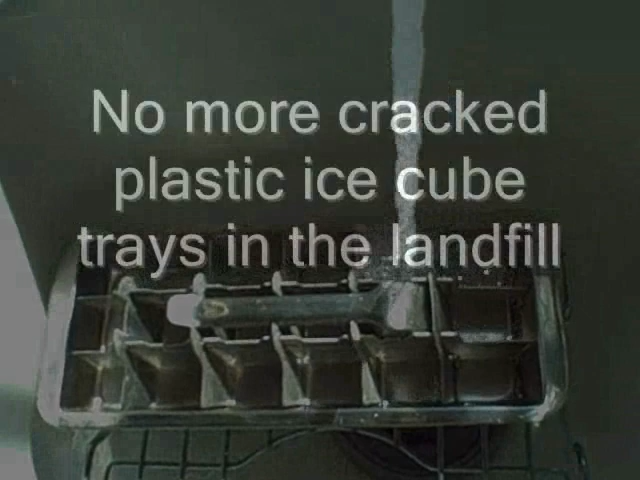 No more cracked
plastic ice cube
trays in the landfill